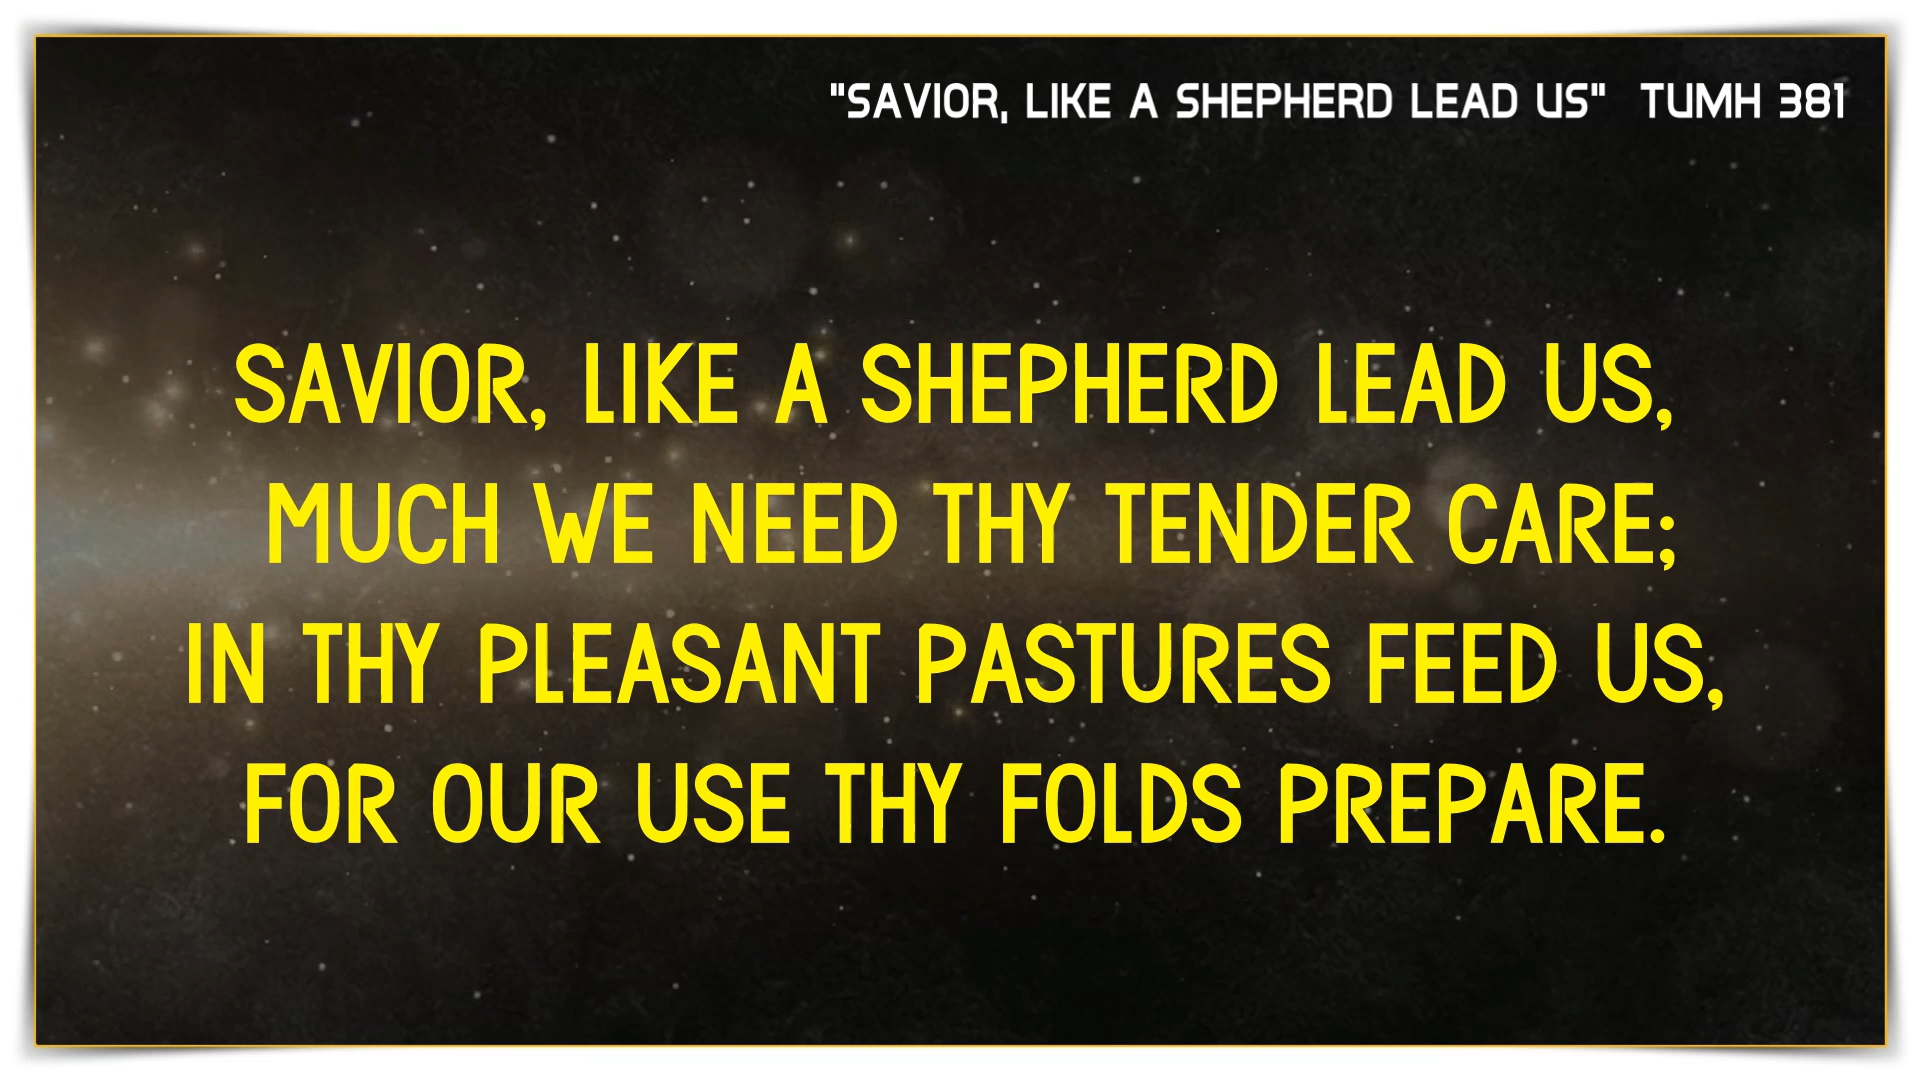 "SAVIOR, LIKE A SHEPHERD LEAD US" TUMH 381
SAVIOR, LIKE A SHEPHERD LEAD US,
MUCH WE NEED THY TENDER CARE;
IN THY PLEASANT PASTURES FEED US,
FOR OUR USE THY FOLDS PREPARE.